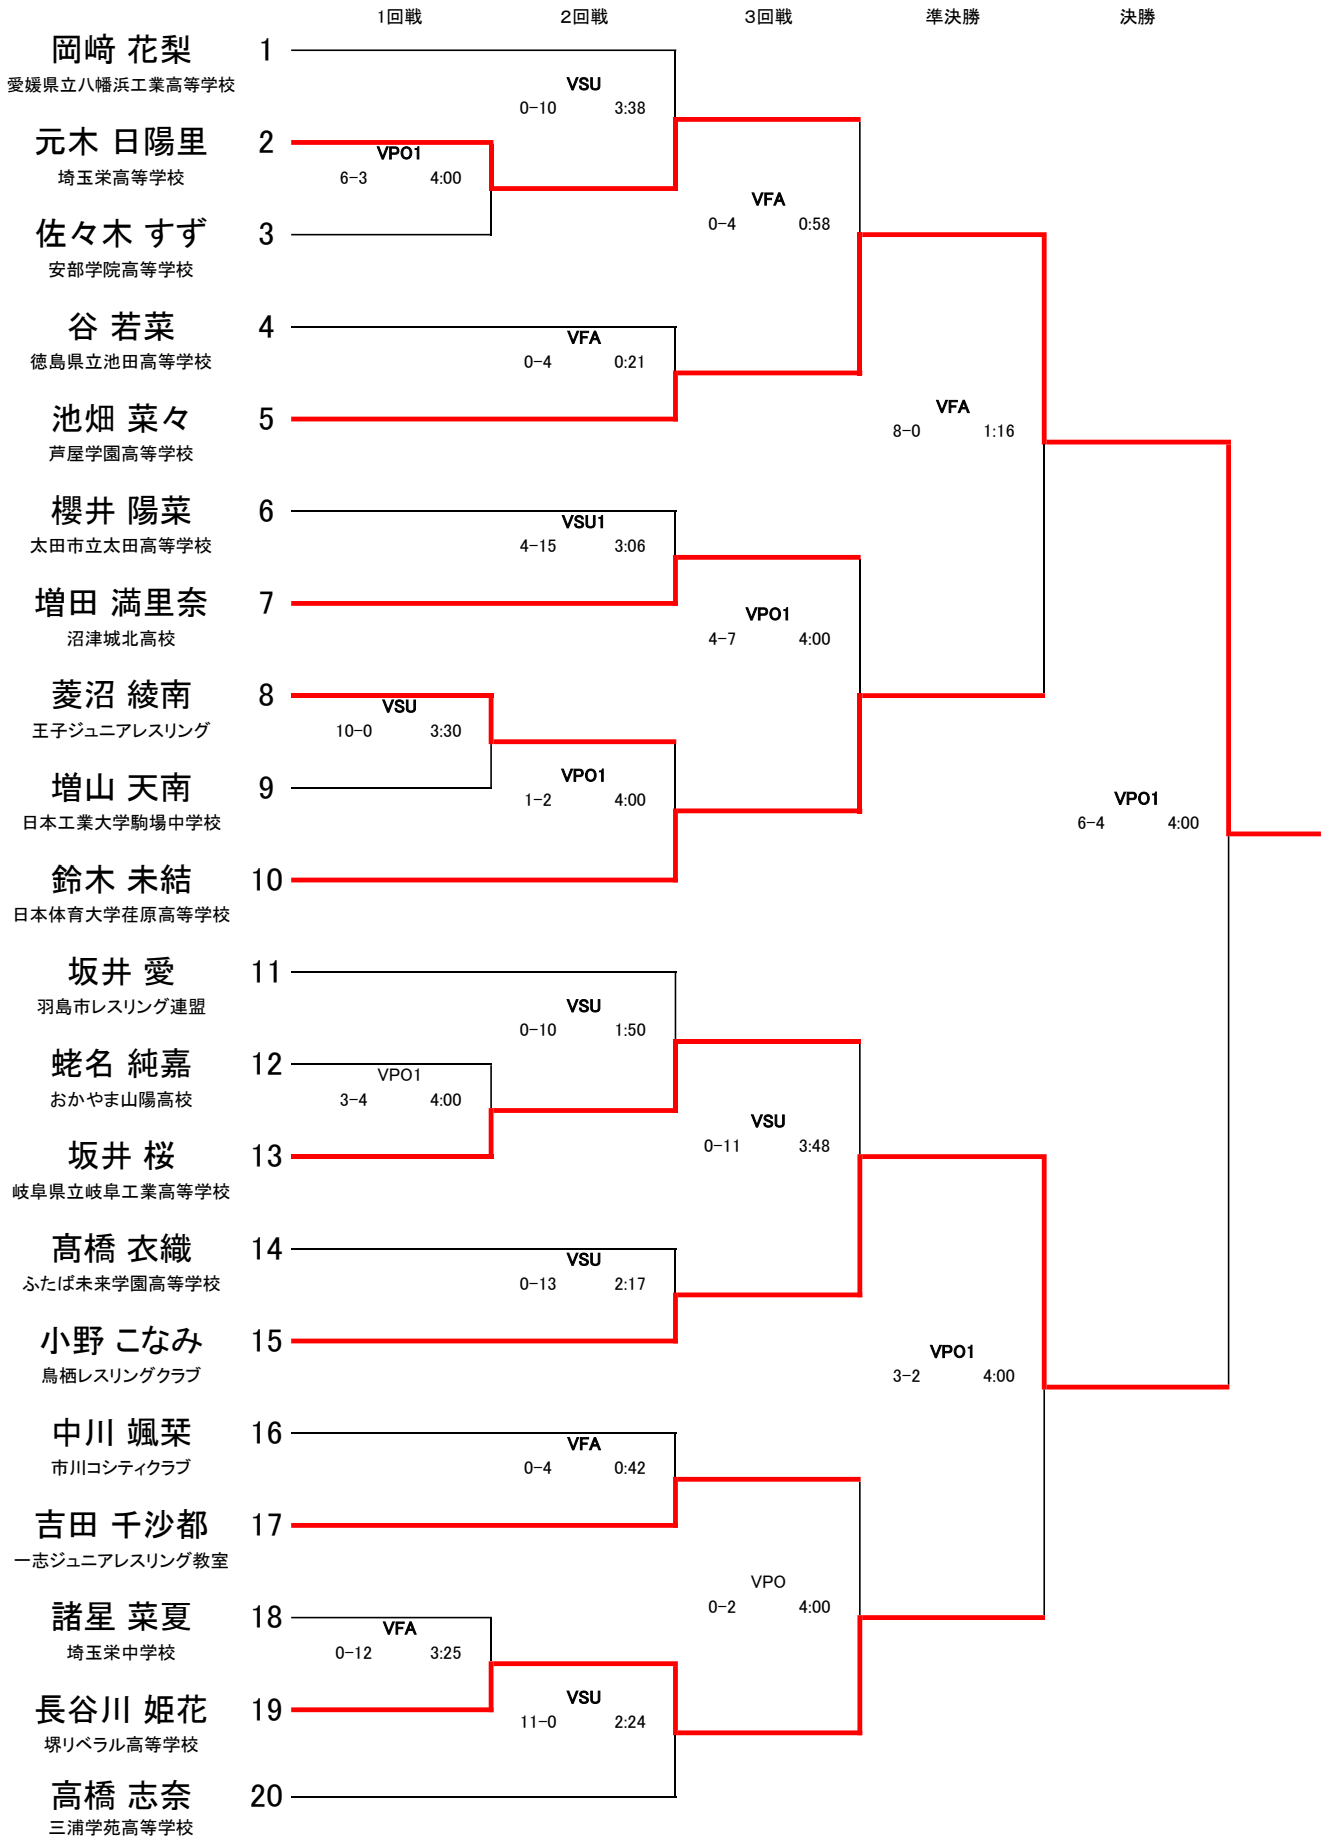 1回戦 2回戦 3回戦 準決勝 決勝
岡﨑 花梨 1
愛媛県立八幡浜工業高等学校
VSU
0-10 3:38
元木 日陽里 2
埼玉栄高等学校
VPO1
6-3 4:00
VFA
0-4 0:58
佐々木 すず 3
安部学院高等学校
谷 若菜 4
徳島県立池田高等学校
VFA
0-4 0:21
池畑 菜々 5
芦屋学園高等学校
VFA
8-0 1:16
櫻井 陽菜 6
太田市立太田高等学校
VSU1
4-15 3:06
増田 満里奈 7
沼津城北高校
VPO1
4-7 4:00
菱沼 綾南 8
王子ジュニアレスリング
VSU
10-0 3:30
増山 天南 9
日本工業大学駒場中学校
VPO1
1-2 4:00
VPO1
6-4 4:00
鈴木 未結 10
日本体育大学荏原高等学校
坂井 愛 11
羽島市レスリング連盟
VSU
0-10 1:50
蛯名 純嘉 12
おかやま山陽高校
VPO1
3-4 4:00
VSU
0-11 3:48
坂井 桜 13
岐阜県立岐阜工業高等学校
髙橋 衣織 14
ふたば未来学園高等学校
VSU
0-13 2:17
小野 こなみ 15
鳥栖レスリングクラブ
VPO1
3-2 4:00
中川 颯栞 16
市川コシティクラブ
VFA
0-4 0:42
吉田 千沙都 17
一志ジュニアレスリング教室
VPO
0-2 4:00
諸星 菜夏 18
埼玉栄中学校
VFA
0-12 3:25
長谷川 姫花 19
堺リベラル高等学校
VSU
11-0 2:24
高橋 志奈 20
三浦学苑高等学校